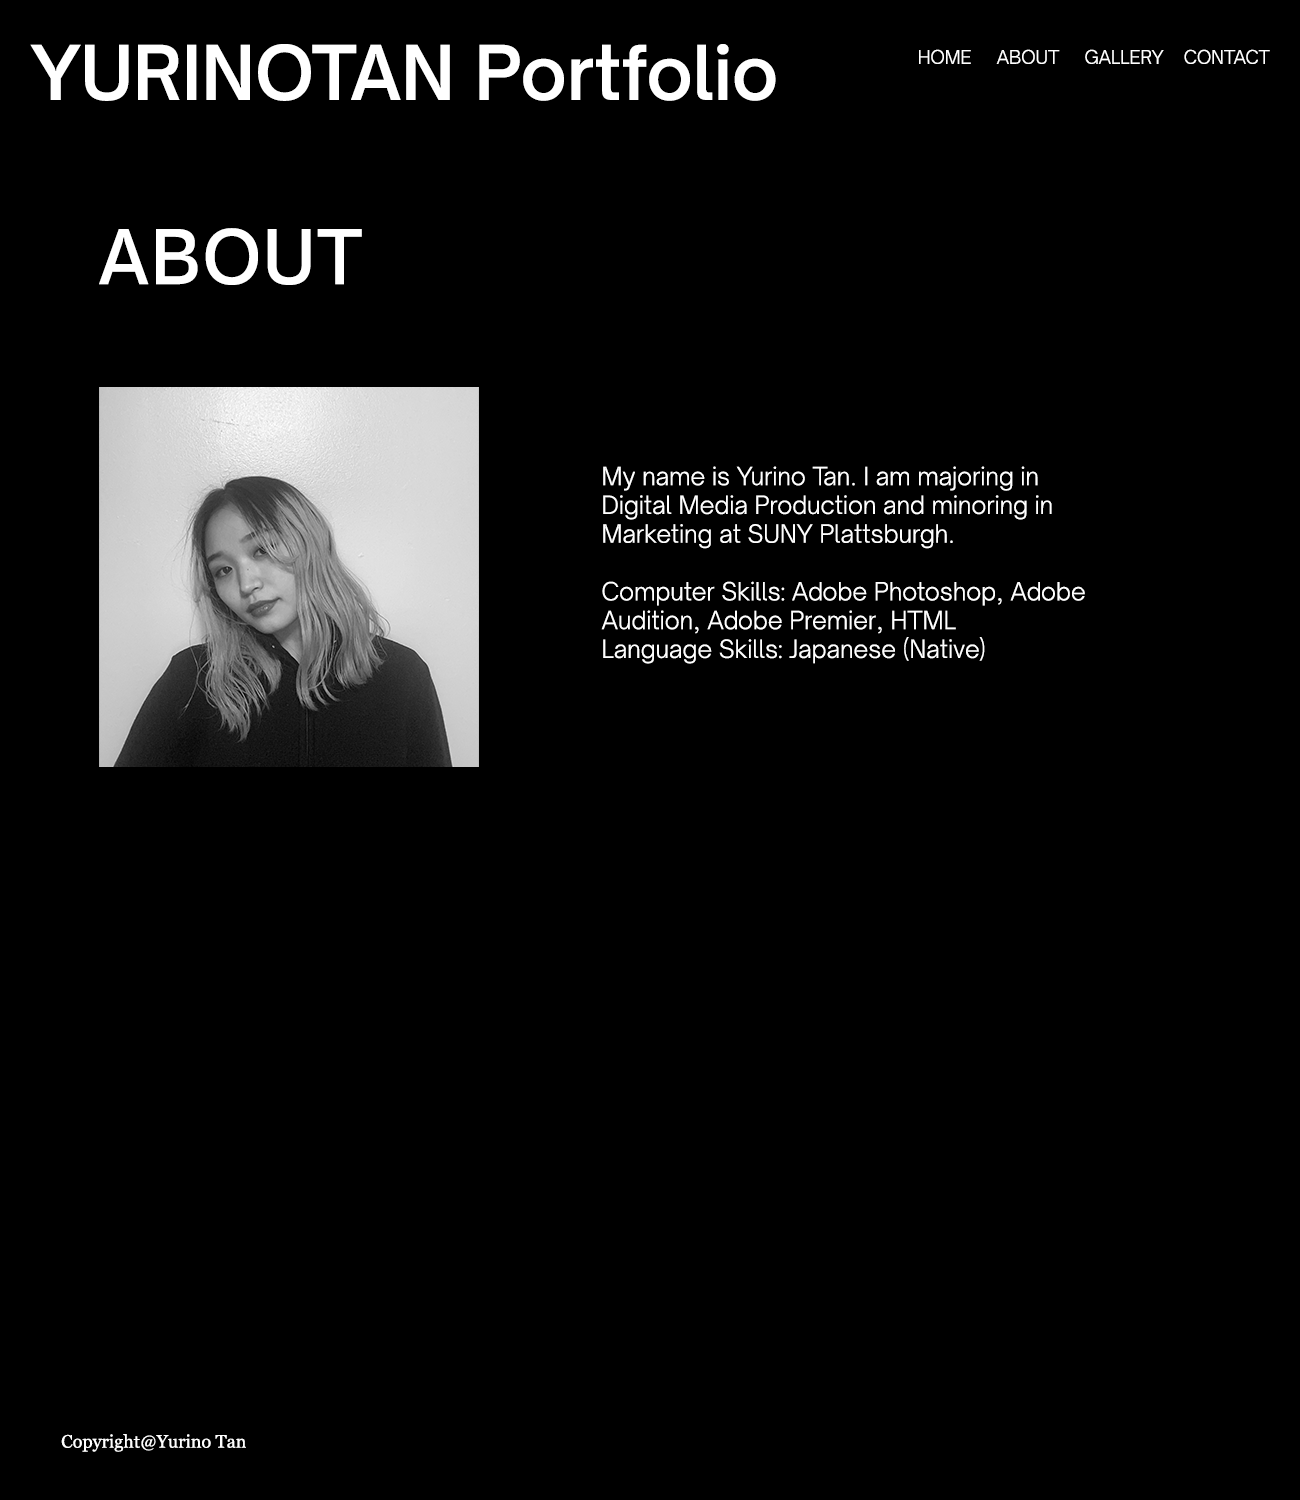 YURINOTAN Portfolio
HOME ABOUT GALLERY CONTACT
ABOUT
My name is Yurino Tan. I am majoring in
Digital Media Production and minoring in
Marketing at SUNY Plattsburgh.
Computer Skills: Adobe Photoshop, Adobe
Audition, Adobe Premier, HTML
Language Skills: Japanese (Native)
Copyright@Yurino Tan